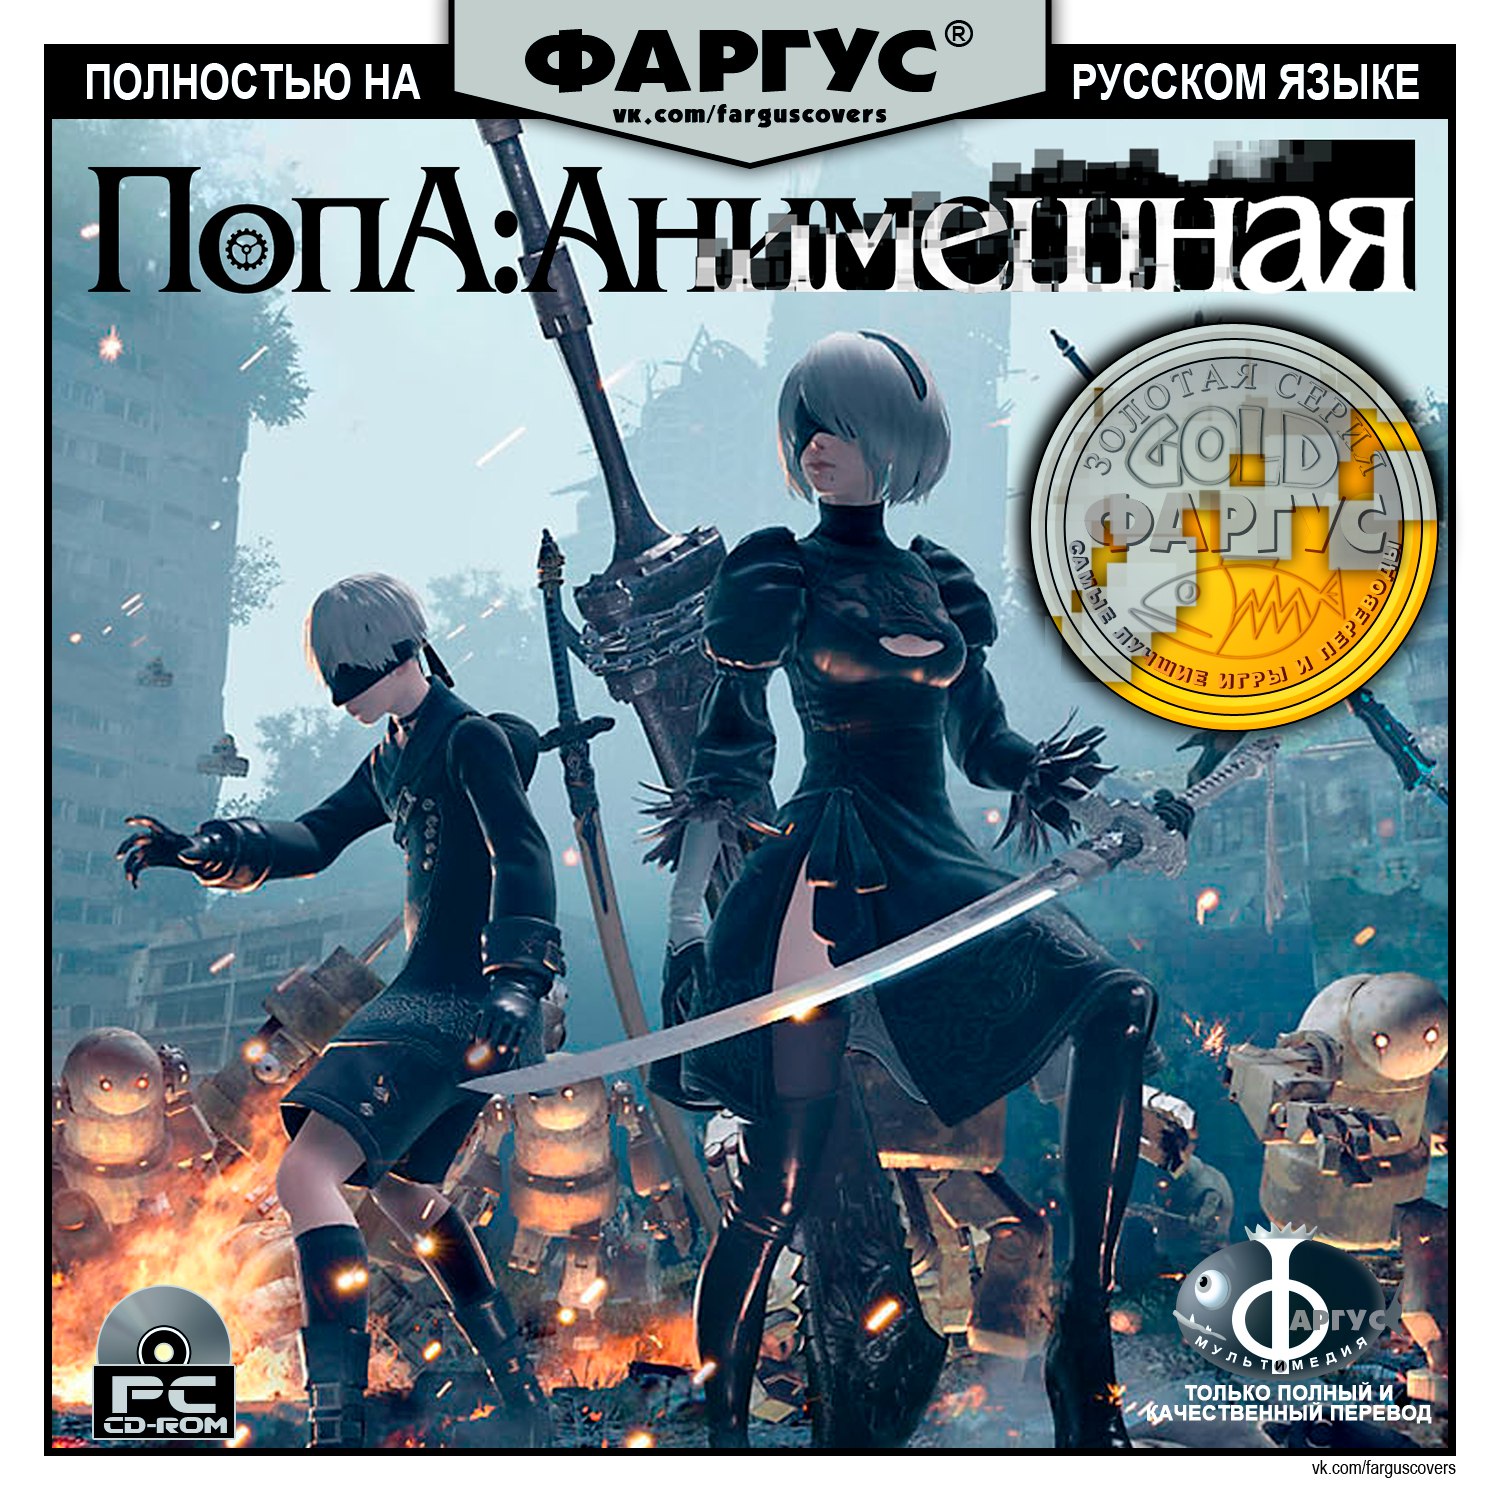 ФАРГУС®
vk.com/farguscovers
ПОЛНОСТЬЮ НА РУССКОМ ЯЗЫКЕ
ПопА:Анимешная
ЗОЛОТАЯ СЕРИЯ
GOLD
ФАРГУС
САМЫЕ ЛУЧШИЕ ИГРЫ И ПЕРЕВОДЫ
PC
CD-ROM
ФАРГУС
МУЛЬТИМЕДИЯ
ТОЛЬКО ПОЛНЫЙ И
КАЧЕСТВЕННЫЙ ПЕРЕВОД
vk.com/farguscovers